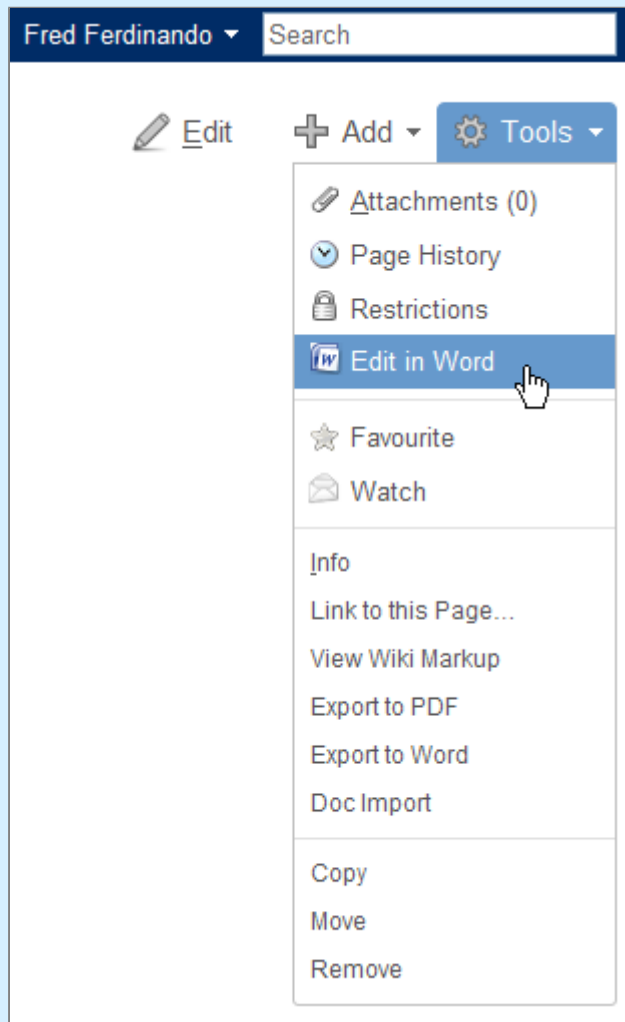 Fred Ferdinando Search
Edit Add Tools
Attachments (0)
Page History
Restrictions
Edit in Word
Favourite
Watch
Info
Link to this Page...
View Wiki Markup
Export to PDF
Export to Word
Doc Import
Copy
Move
Remove